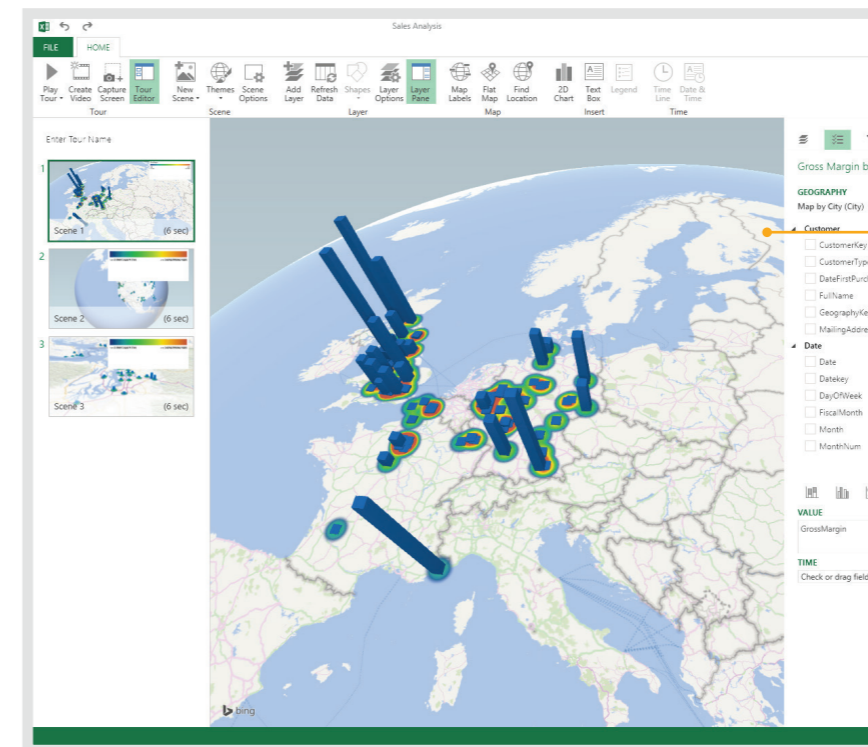 Sales Analysis
FILE HOME
Play Tour
Create Video
Capture Screen
Tour Editor
New Scene
Themes
Scene Options
Add Layer
Refresh Data
Shapes
Layer Options
Layer Pane
Map Labels
Flat Map
Find Location
2D Chart
Text Box
Legend
Time Line
Date & Time
Tour Scene Layer Map Insert Time
Enter Tour Name
1
Scene 1 (6 sec)
2
Scene 2 (6 sec)
3
Scene 3 (6 sec)
bing
Gross Margin b
GEOGRAPHY
Map by City (City)
Customer
CustomerKey
CustomerType
DateFirstPurch
FullName
GeographyKe
MailingAddre
Date
Date
Datekey
DayOfWeek
FiscalMonth
Month
MonthNum
VALUE
GrossMargin
TIME
Check or drag field